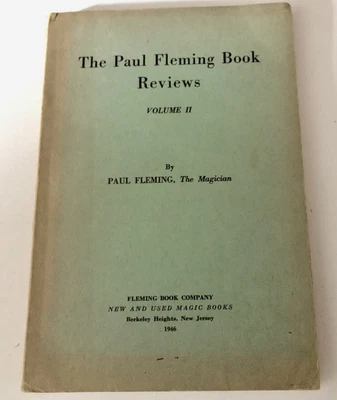 The Paul Fleming Book
Reviews
VOLUME II
By
PAUL FLEMING, The Magician
FLEMING BOOK COMPANY
NEW AND USED MAGIC BOOKS
Berkeley Heights, New Jersey
1946